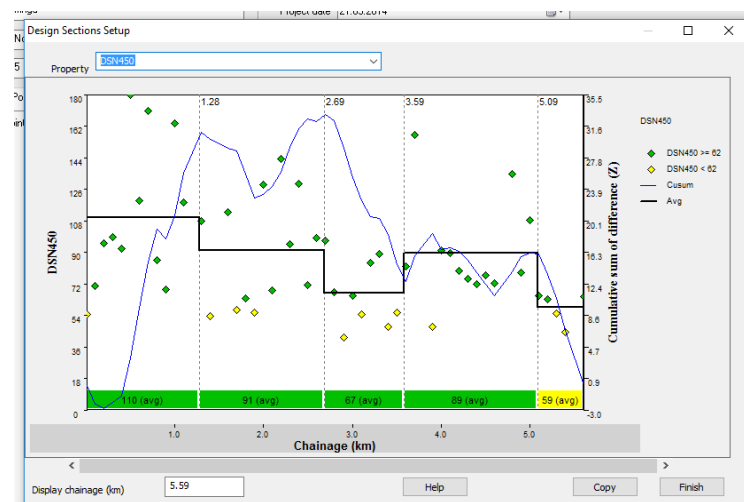 Project date 21.05.2014
No
5
Po
Design Sections Setup
Property DSN450
180
162
144
126
108
90
72
54
36
18
0
DSN450
1.28
2.69
3.59
5.09
35.5
31.6
27.8
23.9
20.1
16.3
12.4
8.6
4.7
0.9
-3.0
Cumulative sum of difference (Z)
DSN450
DSN450 >= 62
DSN450 < 62
Cusum
Avg
110 (avg)
91 (avg)
67 (avg)
89 (avg)
59 (avg)
1.0 2.0 3.0 4.0 5.0
Chainage (km)
Display chainage (km) 5.59 Help Copy Finish